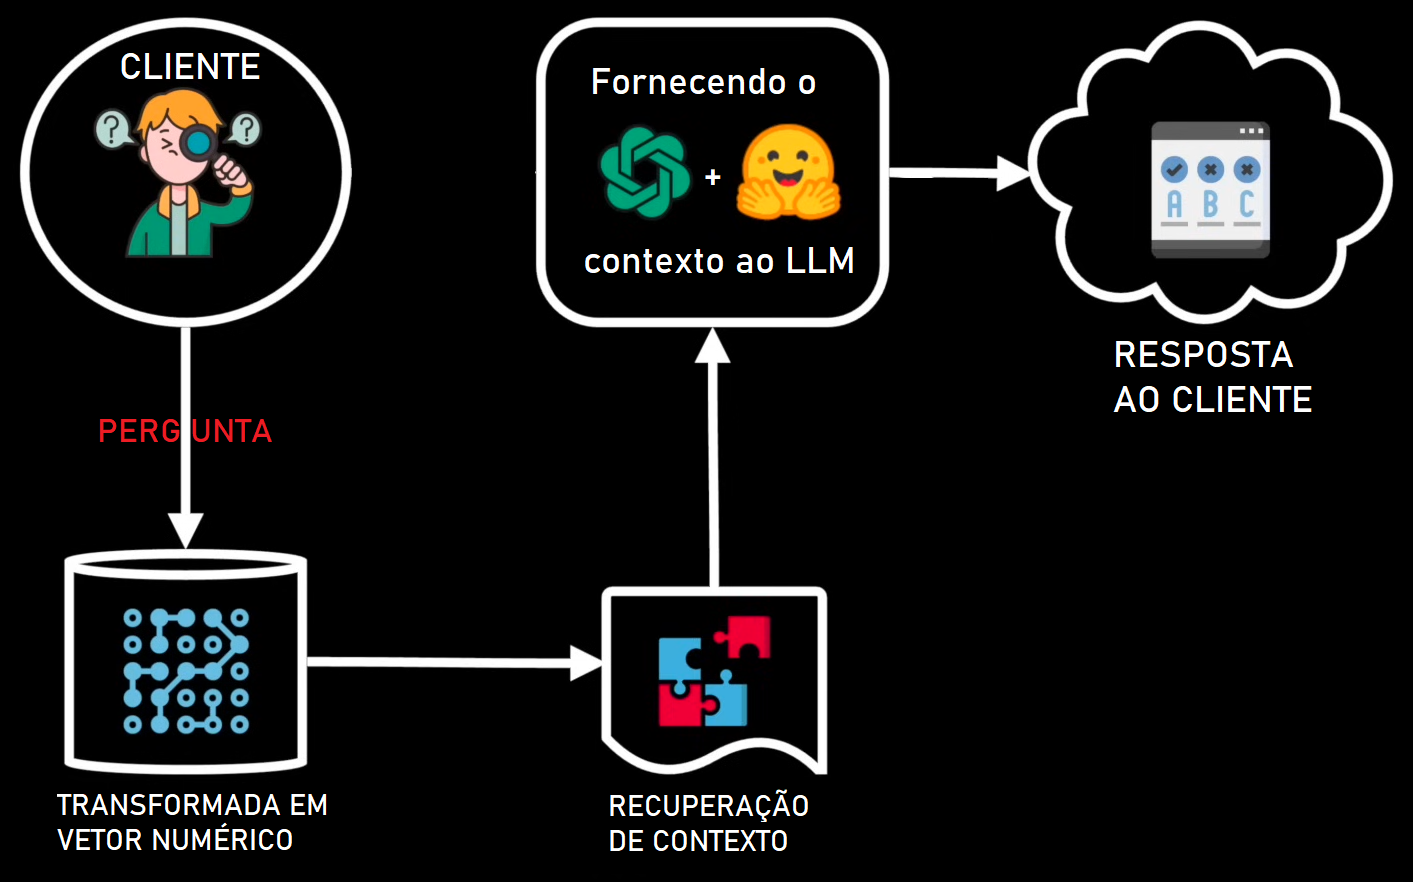 CLIENTE
? ?
PERGUNTA
TRANSFORMADA EM
VETOR NUMÉRICO
RECUPERAÇÃO
DE CONTEXTO
Fornecendo o
+
contexto ao LLM
A B C
RESPOSTA
AO CLIENTE